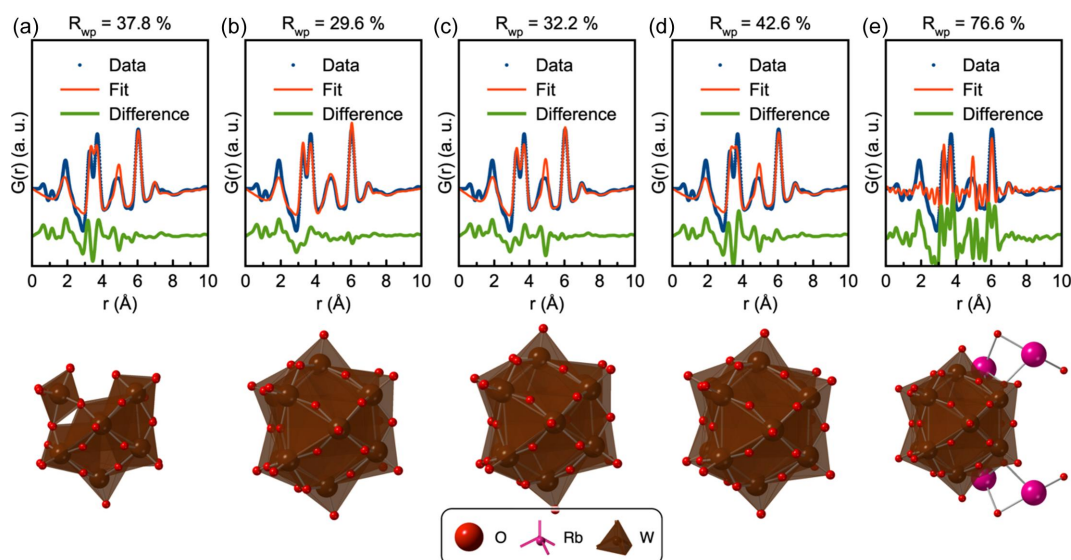 (a) R_wp = 37.8 %
Data
Fit
Difference
G(r) (a. u.)
0 2 4 6 8 10
r (Å)
(b) R_wp = 29.6 %
Data
Fit
Difference
G(r) (a. u.)
0 2 4 6 8 10
r (Å)
(c) R_wp = 32.2 %
Data
Fit
Difference
G(r) (a. u.)
0 2 4 6 8 10
r (Å)
(d) R_wp = 42.6 %
Data
Fit
Difference
G(r) (a. u.)
0 2 4 6 8 10
r (Å)
(e) R_wp = 76.6 %
Data
Fit
Difference
G(r) (a. u.)
0 2 4 6 8 10
r (Å)
O Rb W